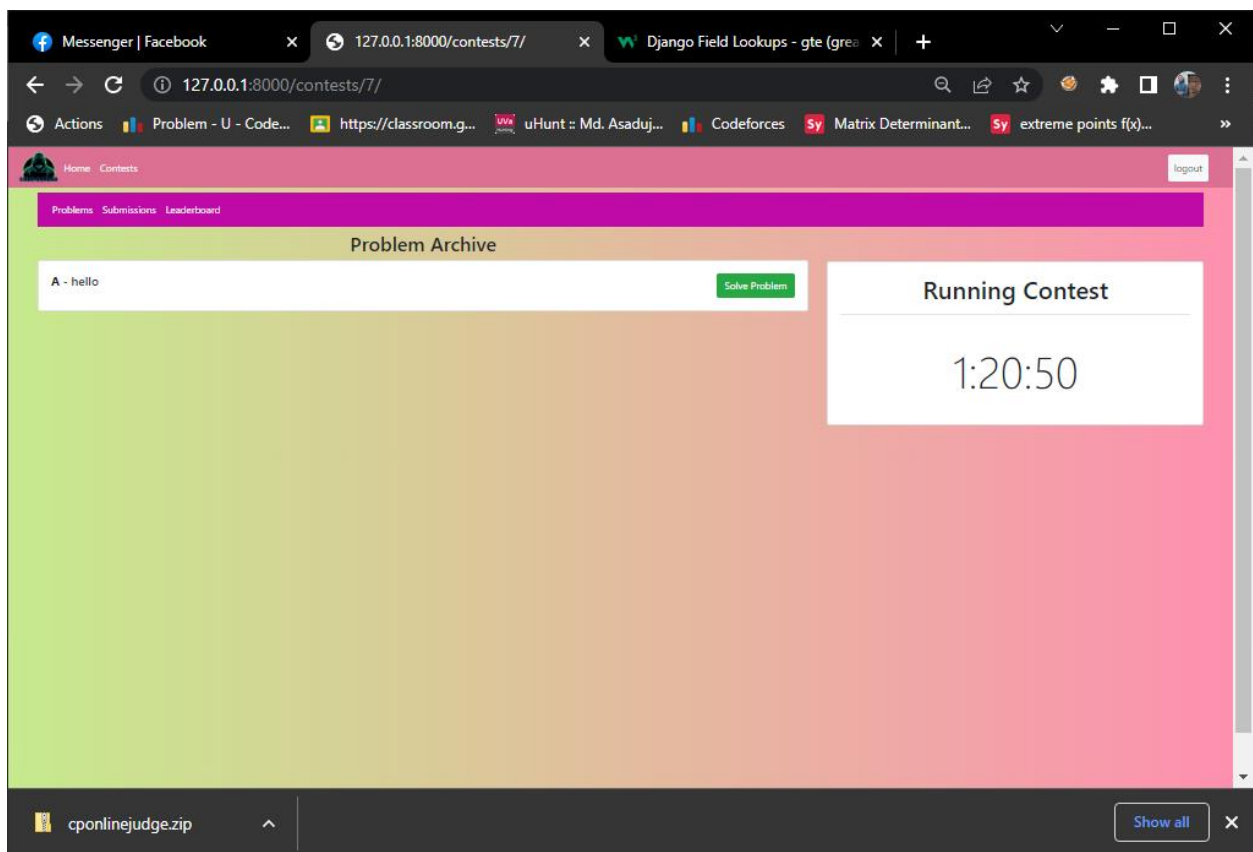 Messenger | Facebook
127.0.0.1:8000/contests/7/
Django Field Lookups - gte (grea
127.0.0.1:8000/contests/7/
Actions Problem - U - Code... https://classroom.g... uHunt :: Md. Asaduj... Codeforces Sy Matrix Determinant... Sy extreme points f(x)... »
Home Contests logout
Problems Submissions Leaderboard
Problem Archive
A - hello Solve Problem
Running Contest
1:20:50
cponlinejudge.zip Show all